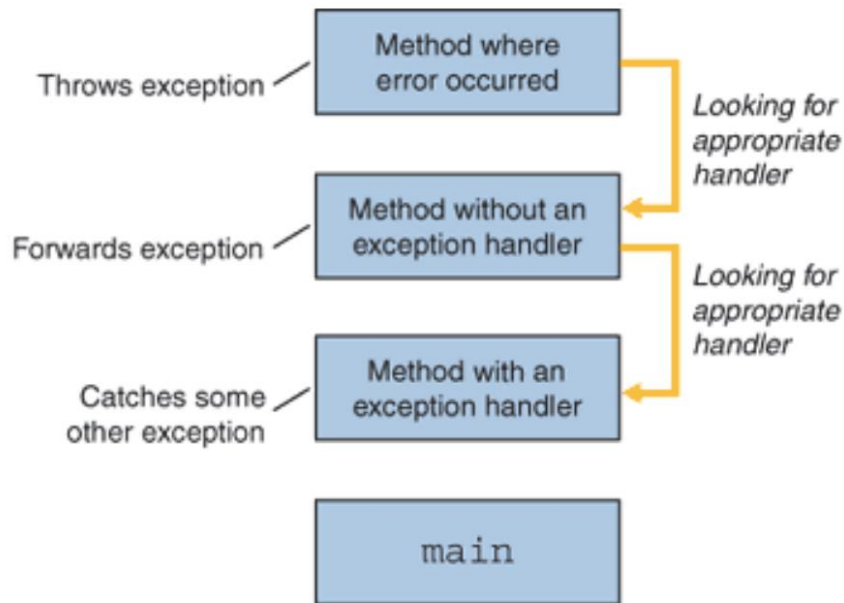 Method where
error occurred
Throws exception
Looking for
appropriate
handler
Method without an
exception handler
Forwards exception
Looking for
appropriate
handler
Method with an
exception handler
Catches some
other exception
main